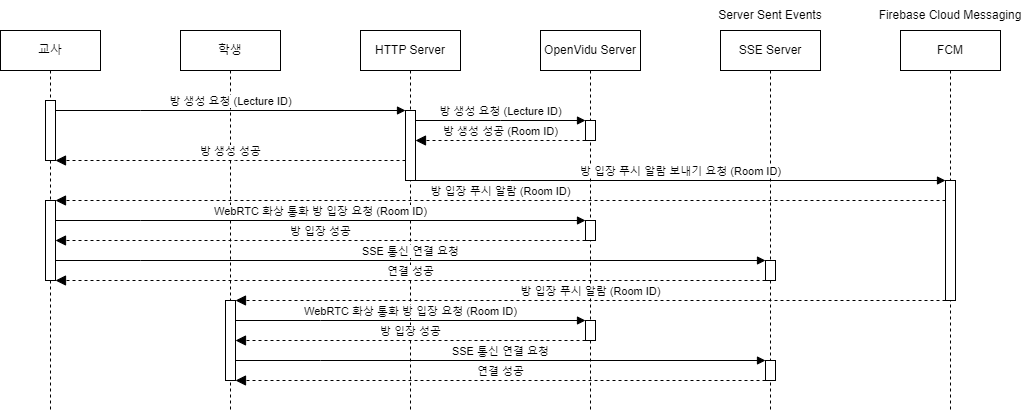 Server Sent Events
Firebase Cloud Messaging
교사
학생
HTTP Server
OpenVidu Server
SSE Server
FCM
방 생성 요청 (Lecture ID)
방 생성 요청 (Lecture ID)
방 생성 성공 (Room ID)
방 생성 성공
방 입장 푸시 알람 보내기 요청 (Room ID)
방 입장 푸시 알람 (Room ID)
WebRTC 화상 통화 방 입장 요청 (Room ID)
방 입장 성공
SSE 통신 연결 요청
연결 성공
방 입장 푸시 알람 (Room ID)
WebRTC 화상 통화 방 입장 요청 (Room ID)
방 입장 성공
SSE 통신 연결 요청
연결 성공